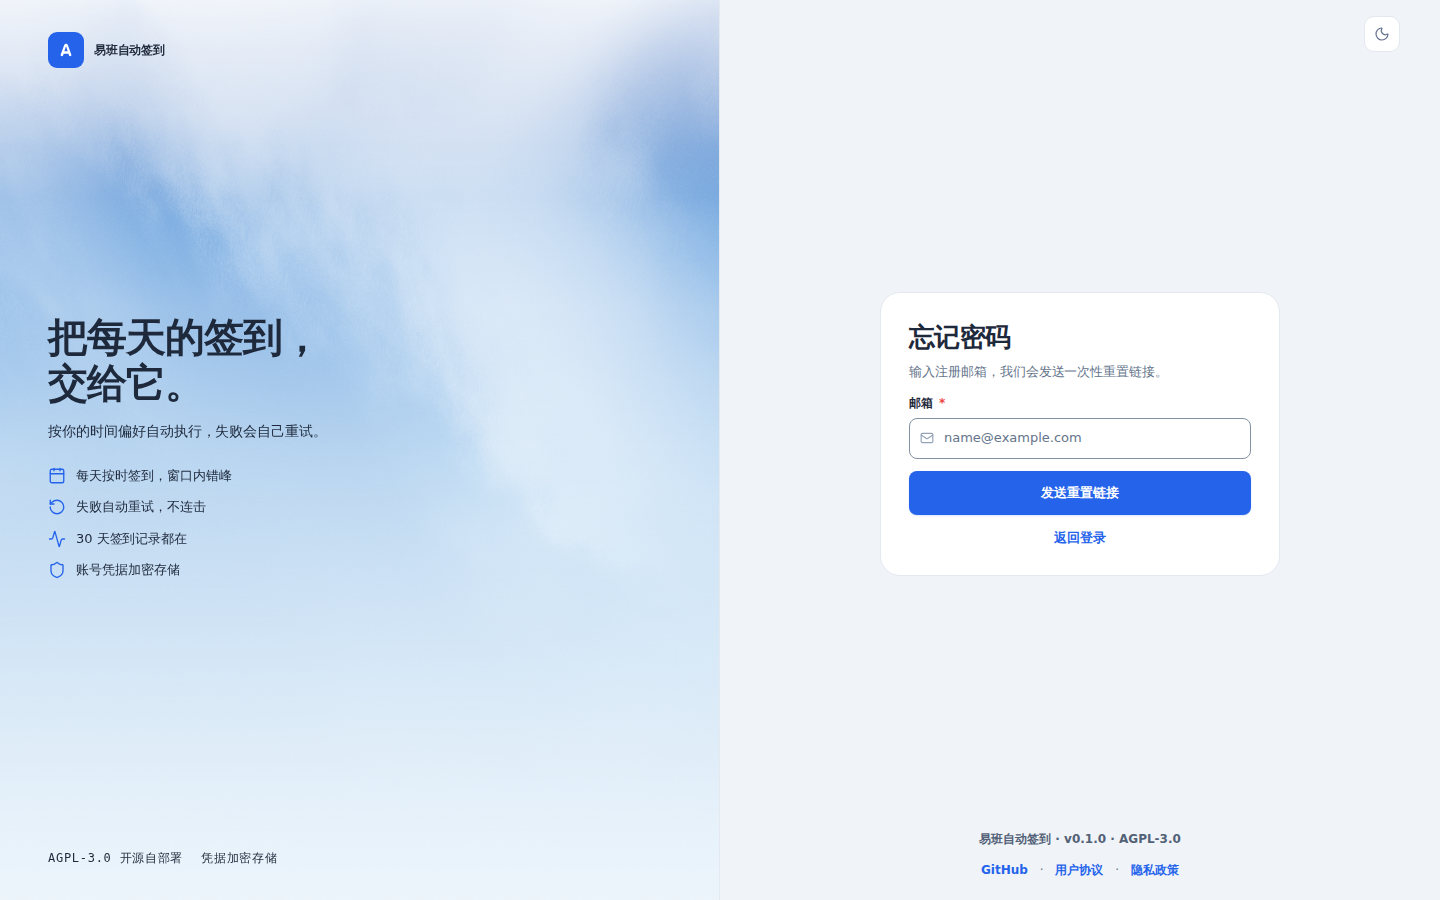 易班自动签到
把每天的签到，
交给它。
按你的时间偏好自动执行，失败会自己重试。
每天按时签到，窗口内错峰
失败自动重试，不连击
30 天签到记录都在
账号凭据加密存储
AGPL-3.0 开源自部署 凭据加密存储
忘记密码
输入注册邮箱，我们会发送一次性重置链接。
邮箱 *
name@example.com
发送重置链接
返回登录
易班自动签到 · v0.1.0 · AGPL-3.0
GitHub · 用户协议 · 隐私政策